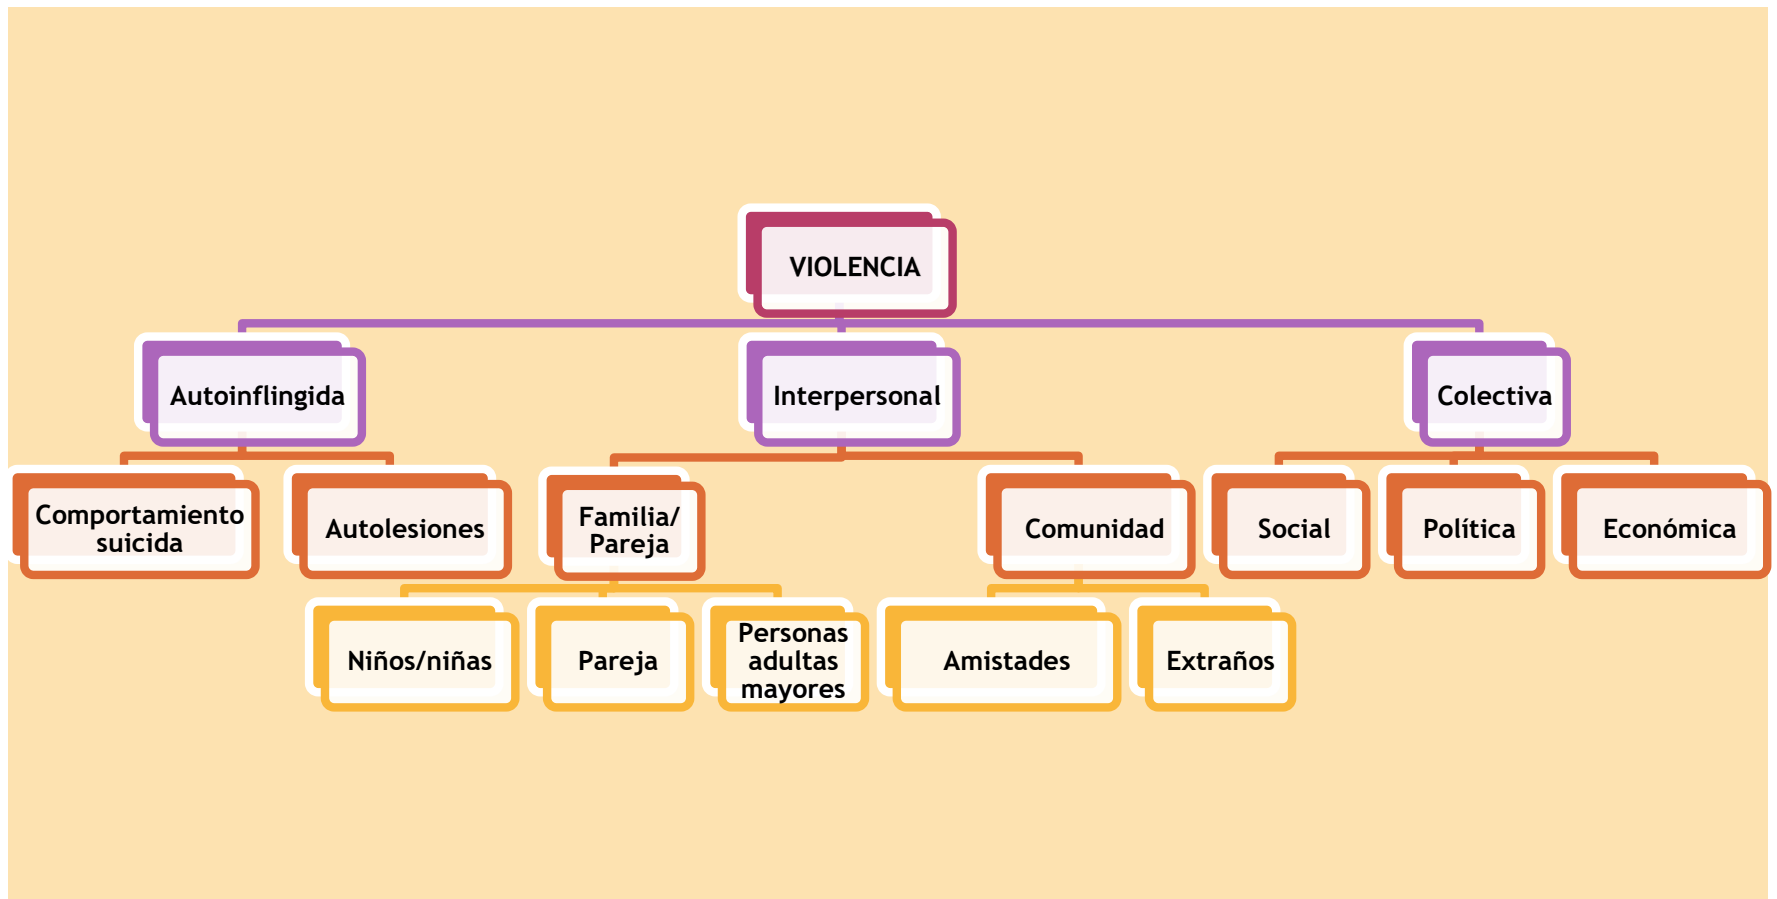 VIOLENCIA
Autoinflingida
Interpersonal
Colectiva
Comportamiento
suicida
Autolesiones
Familia/
Pareja
Comunidad
Social
Política
Económica
Niños/niñas
Pareja
Personas
adultas
mayores
Amistades
Extraños